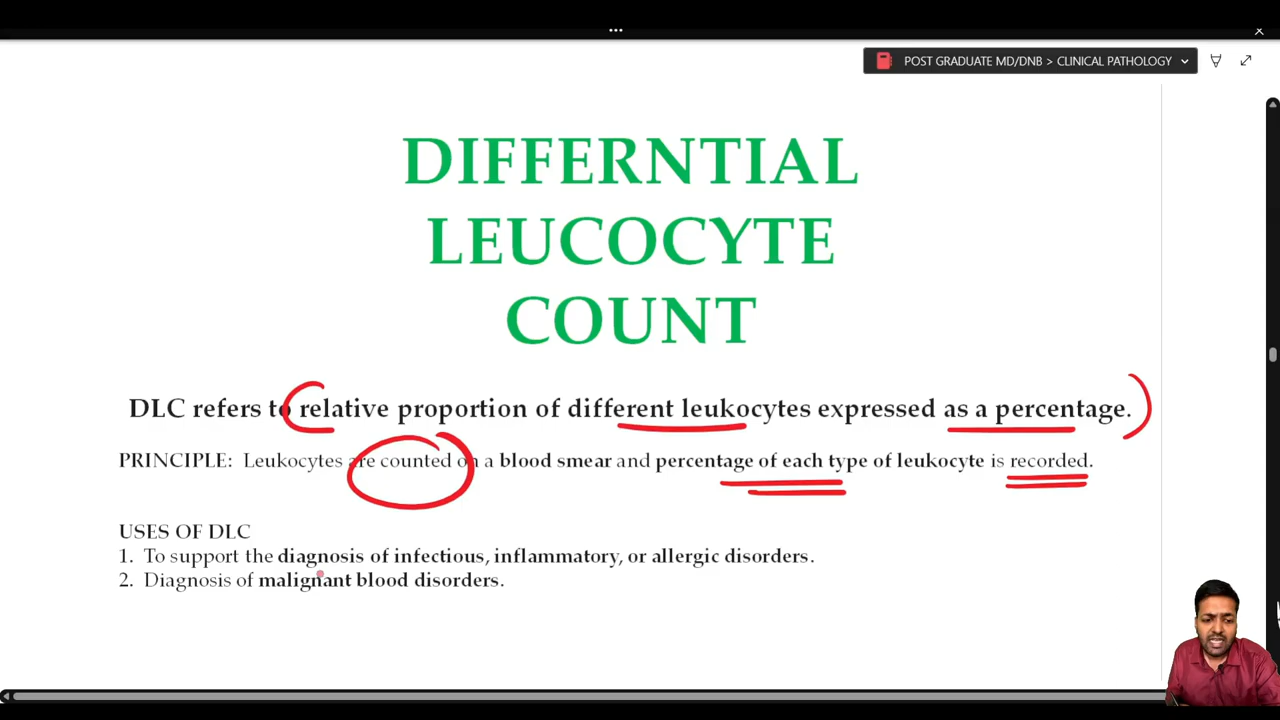 POST GRADUATE MD/DNB > CLINICAL PATHOLOGY
DIFFERNTIAL
LEUCOCYTE
COUNT
DLC refers to relative proportion of different leukocytes expressed as a percentage.
PRINCIPLE: Leukocytes are counted on a blood smear and percentage of each type of leukocyte is recorded.
USES OF DLC
1. To support the diagnosis of infectious, inflammatory, or allergic disorders.
2. Diagnosis of malignant blood disorders.